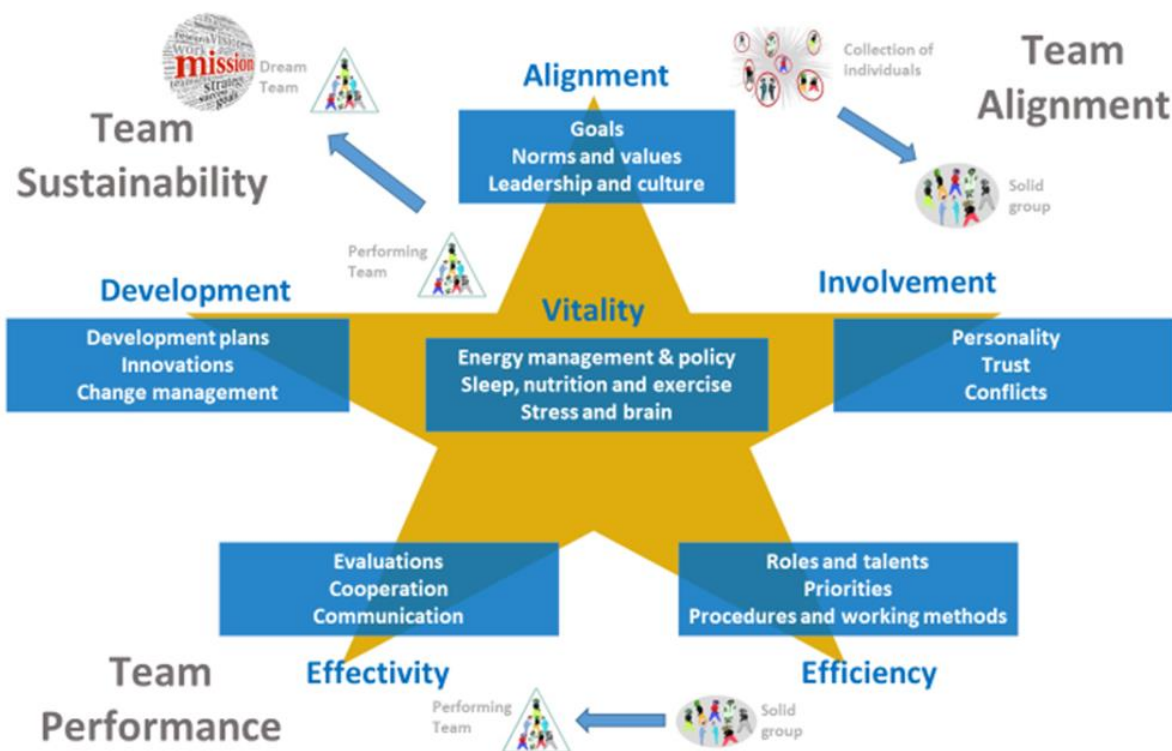 mission
Dream
Team
Team
Sustainability
Alignment
Goals
Norms and values
Leadership and culture
Collection of
individuals
Team
Alignment
Solid
group
Performing
Team
Development
Development plans
Innovations
Change management
Vitality
Energy management & policy
Sleep, nutrition and exercise
Stress and brain
Involvement
Personality
Trust
Conflicts
Evaluations
Cooperation
Communication
Effectivity
Roles and talents
Priorities
Procedures and working methods
Efficiency
Team
Performance
Performing
Team
Solid
group